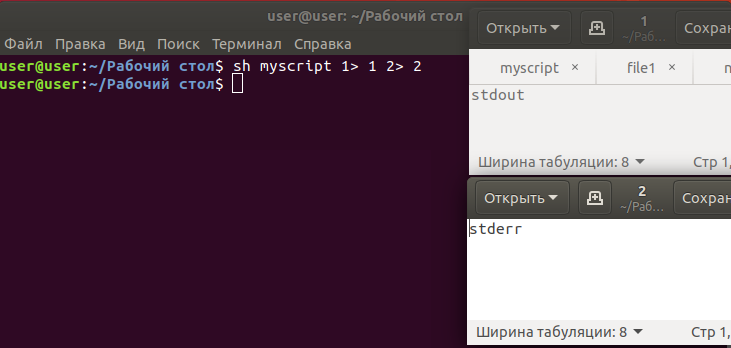 user@user: ~/Рабочий стол
Файл Правка Вид Поиск Терминал Справка
user@user:~/Рабочий стол$ sh myscript 1> 1 2> 2
user@user:~/Рабочий стол$
Открыть 1 Сохран
~/Раб…
myscript × file1 ×
stdout
Ширина табуляции: 8 Стр 1,
Открыть 2 Сохран
~/Раб…
stderr
Ширина табуляции: 8 Стр 1,